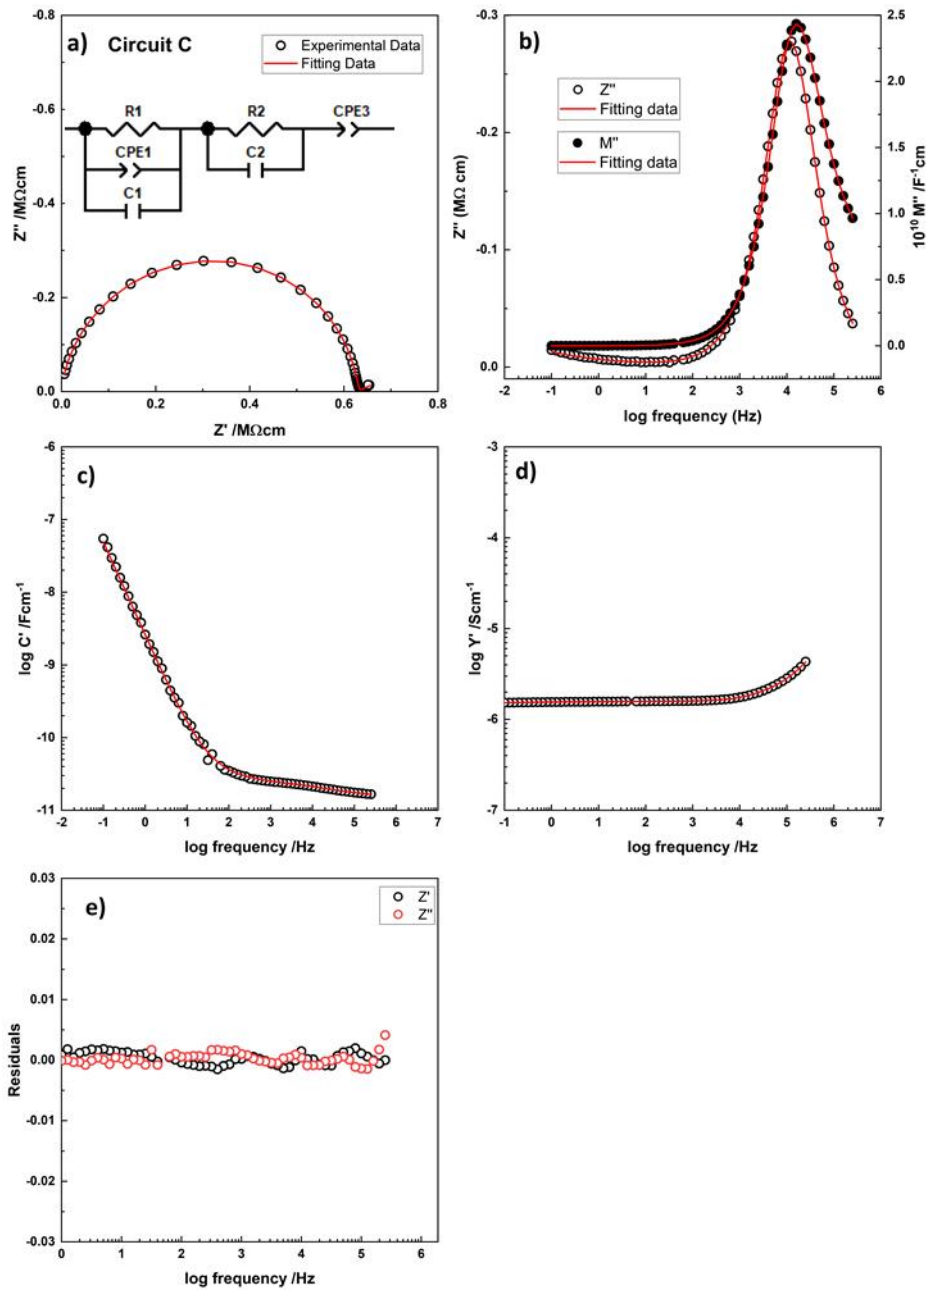 a) Circuit C
Experimental Data
Fitting Data
R1
R2
CPE3
CPE1
C2
C1
-0.8
-0.6
-0.4
-0.2
0.0
Z'' /MΩcm
0.0 0.2 0.4 0.6 0.8
Z' /MΩcm
b)
Z''
Fitting data
M''
Fitting data
-0.3
-0.2
-0.1
0.0
Z'' (MΩ cm)
2.5
2.0
1.5
1.0
0.5
0.0
10¹⁰ M'' /F⁻¹cm
-2 -1 0 1 2 3 4 5 6 7
log frequency (Hz)
c)
-6
-7
-8
-9
-10
-11
log C' /Fcm⁻¹
-2 -1 0 1 2 3 4 5 6 7
log frequency /Hz
d)
-3
-4
-5
-6
-7
log Y' /Scm⁻¹
-1 0 1 2 3 4 5 6 7
log frequency /Hz
e)
Z'
Z''
0.03
0.02
0.01
0.00
-0.01
-0.02
-0.03
Residuals
0 1 2 3 4 5 6
log frequency /Hz